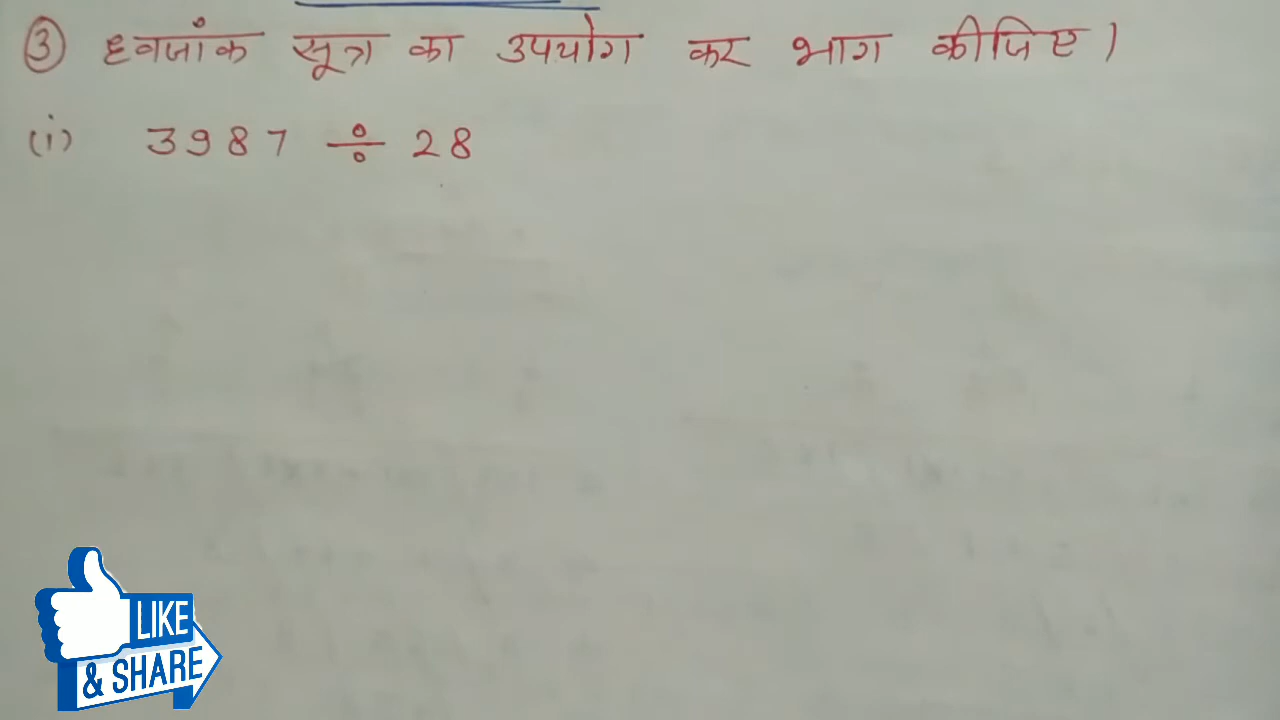 ③ ध्वजांक सूत्र का उपयोग कर भाग कीजिए।
(i) 3987 ÷ 28
LIKE
& SHARE